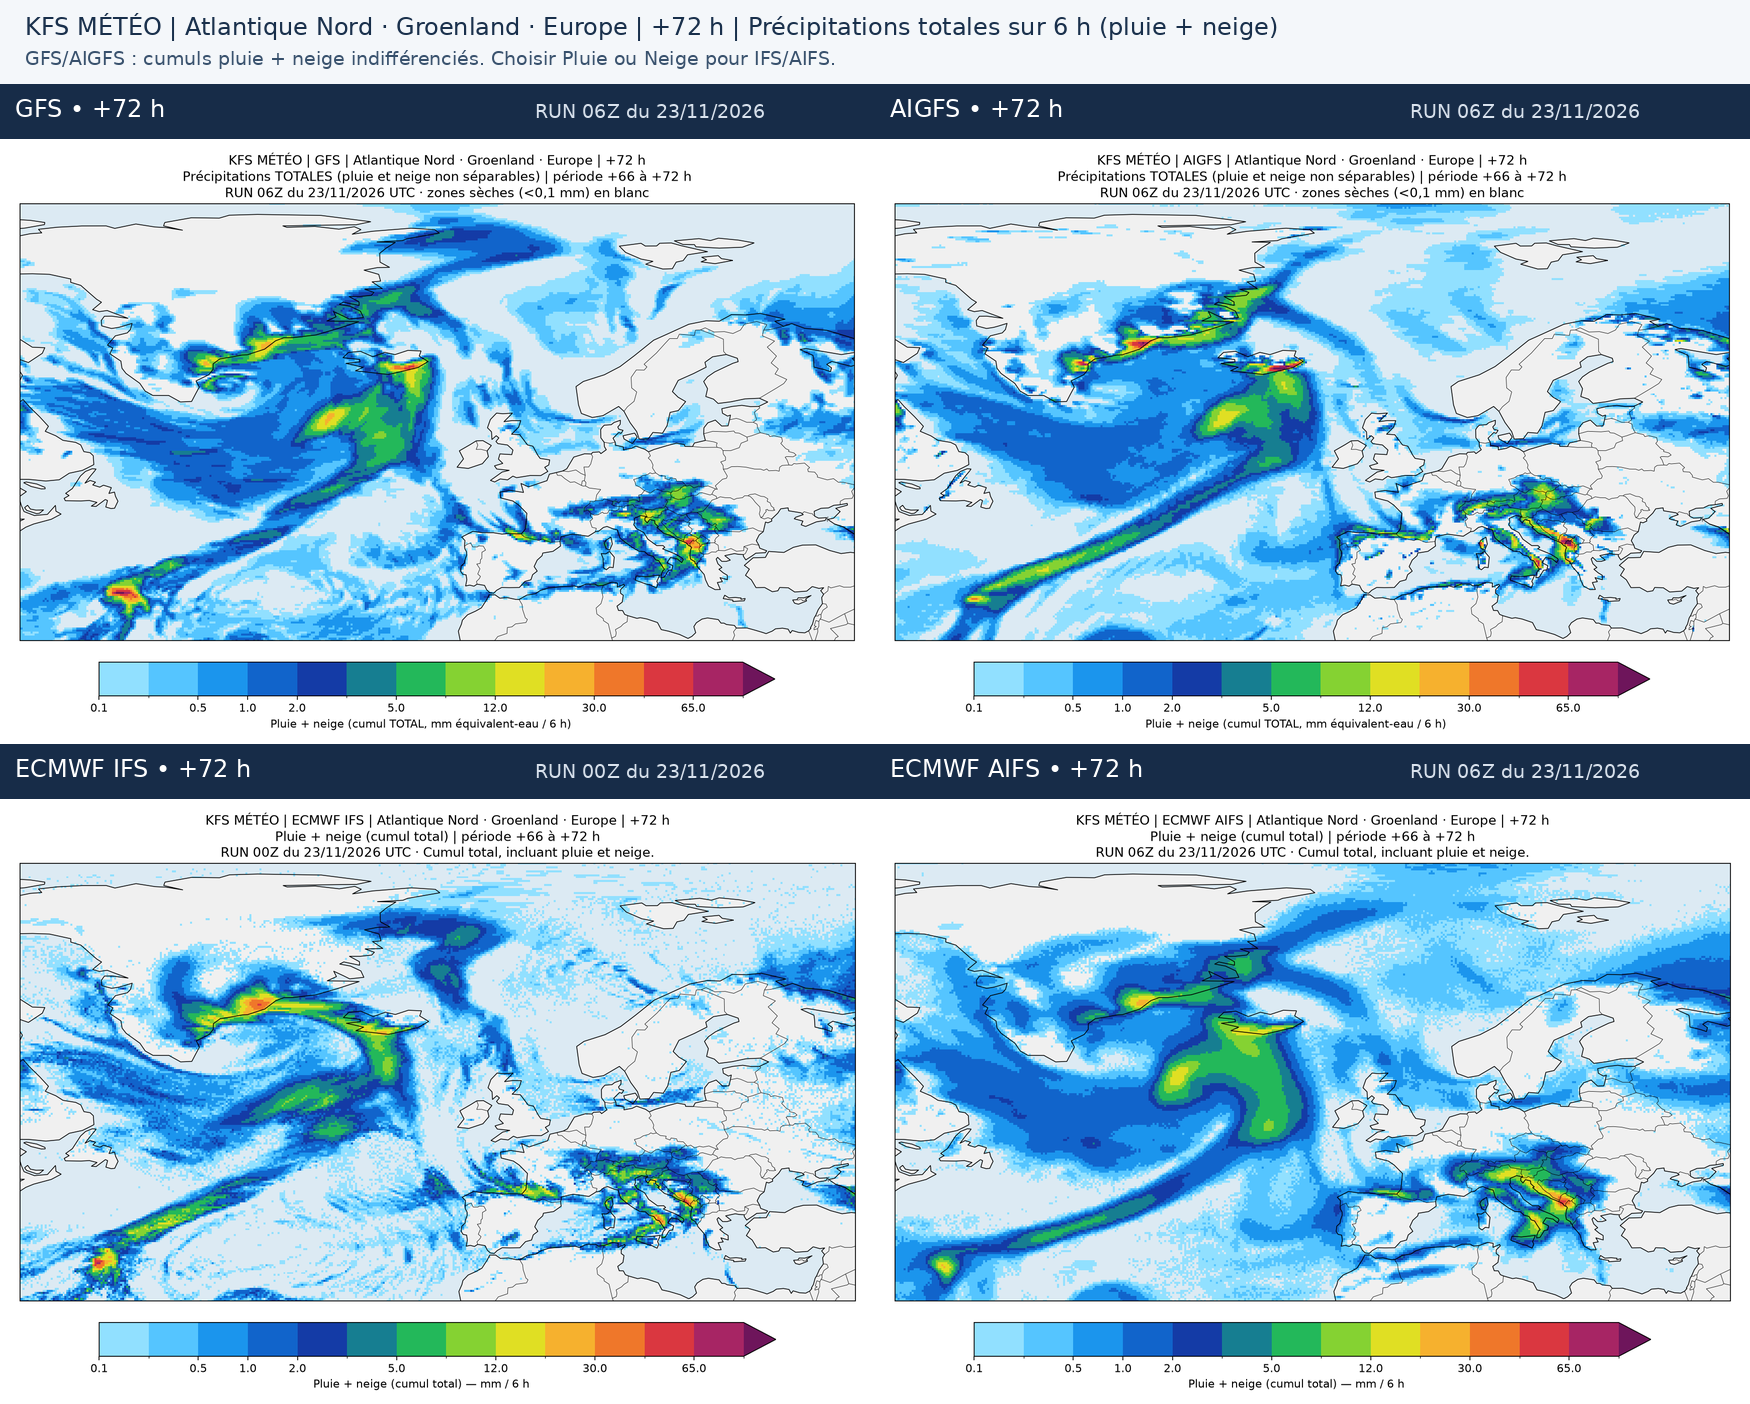 KFS MÉTÉO | Atlantique Nord · Groenland · Europe | +72 h | Précipitations totales sur 6 h (pluie + neige)
GFS/AIGFS : cumuls pluie + neige indifférenciés. Choisir Pluie ou Neige pour IFS/AIFS.
GFS • +72 h
RUN 06Z du 23/11/2026
AIGFS • +72 h
RUN 06Z du 23/11/2026
KFS MÉTÉO | GFS | Atlantique Nord · Groenland · Europe | +72 h
Précipitations TOTALES (pluie et neige non séparables) | période +66 à +72 h
RUN 06Z du 23/11/2026 UTC · zones sèches (<0,1 mm) en blanc
KFS MÉTÉO | AIGFS | Atlantique Nord · Groenland · Europe | +72 h
Précipitations TOTALES (pluie et neige non séparables) | période +66 à +72 h
RUN 06Z du 23/11/2026 UTC · zones sèches (<0,1 mm) en blanc
0.1 0.5 1.0 2.0 5.0 12.0 30.0 65.0
Pluie + neige (cumul TOTAL, mm équivalent-eau / 6 h)
0.1 0.5 1.0 2.0 5.0 12.0 30.0 65.0
Pluie + neige (cumul TOTAL, mm équivalent-eau / 6 h)
ECMWF IFS • +72 h
RUN 00Z du 23/11/2026
ECMWF AIFS • +72 h
RUN 06Z du 23/11/2026
KFS MÉTÉO | ECMWF IFS | Atlantique Nord · Groenland · Europe | +72 h
Pluie + neige (cumul total) | période +66 à +72 h
RUN 00Z du 23/11/2026 UTC · Cumul total, incluant pluie et neige.
KFS MÉTÉO | ECMWF AIFS | Atlantique Nord · Groenland · Europe | +72 h
Pluie + neige (cumul total) | période +66 à +72 h
RUN 06Z du 23/11/2026 UTC · Cumul total, incluant pluie et neige.
0.1 0.5 1.0 2.0 5.0 12.0 30.0 65.0
Pluie + neige (cumul total) — mm / 6 h
0.1 0.5 1.0 2.0 5.0 12.0 30.0 65.0
Pluie + neige (cumul total) — mm / 6 h